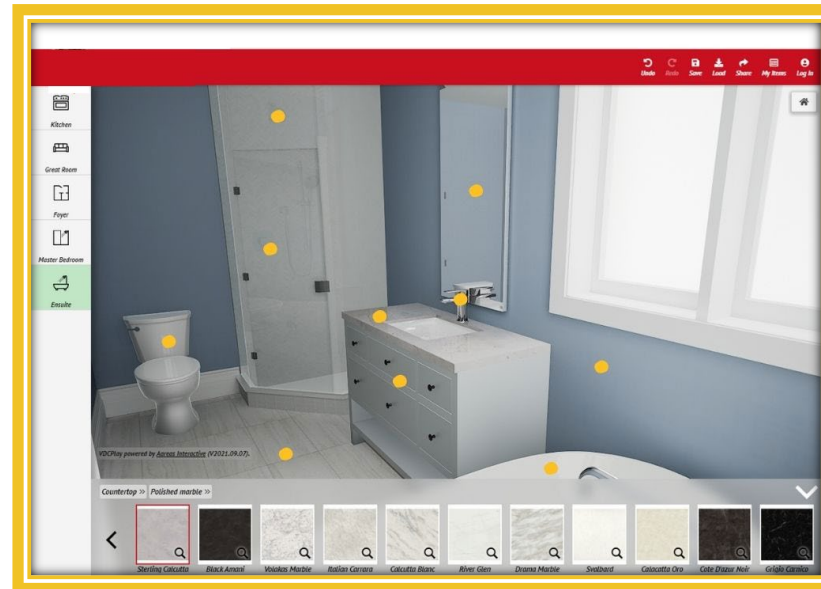 Undo Redo Save Load Share My Items Log In
Kitchen
Great Room
Foyer
Master Bedroom
Ensuite
VDCPlay powered by Aareas Interactive (V2021.09.07).
Countertop >> Polished marble >>
Sterling Calcutta Black Amani Volakas Marble Italian Carrara Calcutta Blanc River Glen Drama Marble Svalbard Calacatta Oro Cote D'azur Noir Grigio Carnico